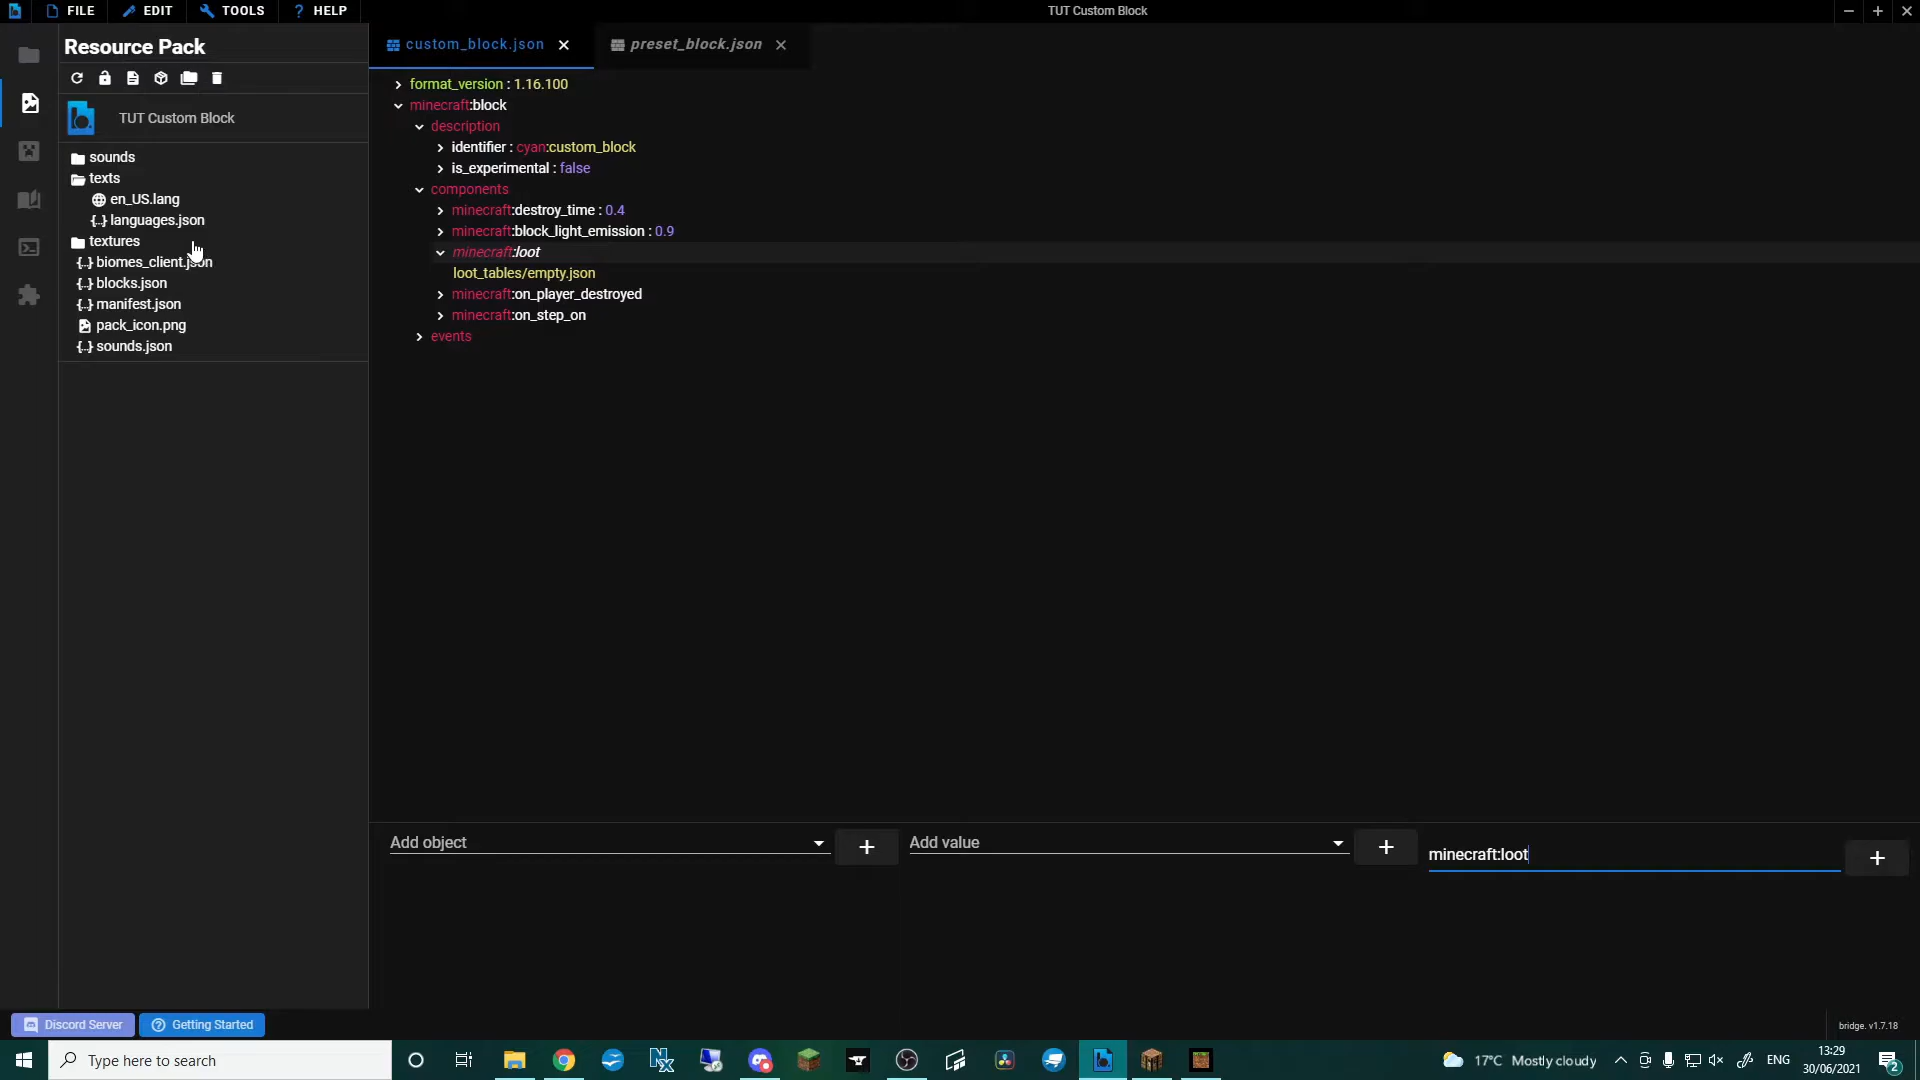 FILE EDIT TOOLS ? HELP TUT Custom Block
Resource Pack
TUT Custom Block
sounds
texts
en_US.lang
{..} languages.json
textures
{..} biomes_client.json
{..} blocks.json
{..} manifest.json
pack_icon.png
{..} sounds.json
custom_block.json
preset_block.json
format_version : 1.16.100
minecraft:block
description
identifier : cyan:custom_block
is_experimental : false
components
minecraft:destroy_time : 0.4
minecraft:block_light_emission : 0.9
minecraft:loot
loot_tables/empty.json
minecraft:on_player_destroyed
minecraft:on_step_on
events
Add object
+
Add value
+
minecraft:loot
+
Discord Server
Getting Started
bridge. v1.7.18
Type here to search
17°C Mostly cloudy
ENG
13:29
30/06/2021
2